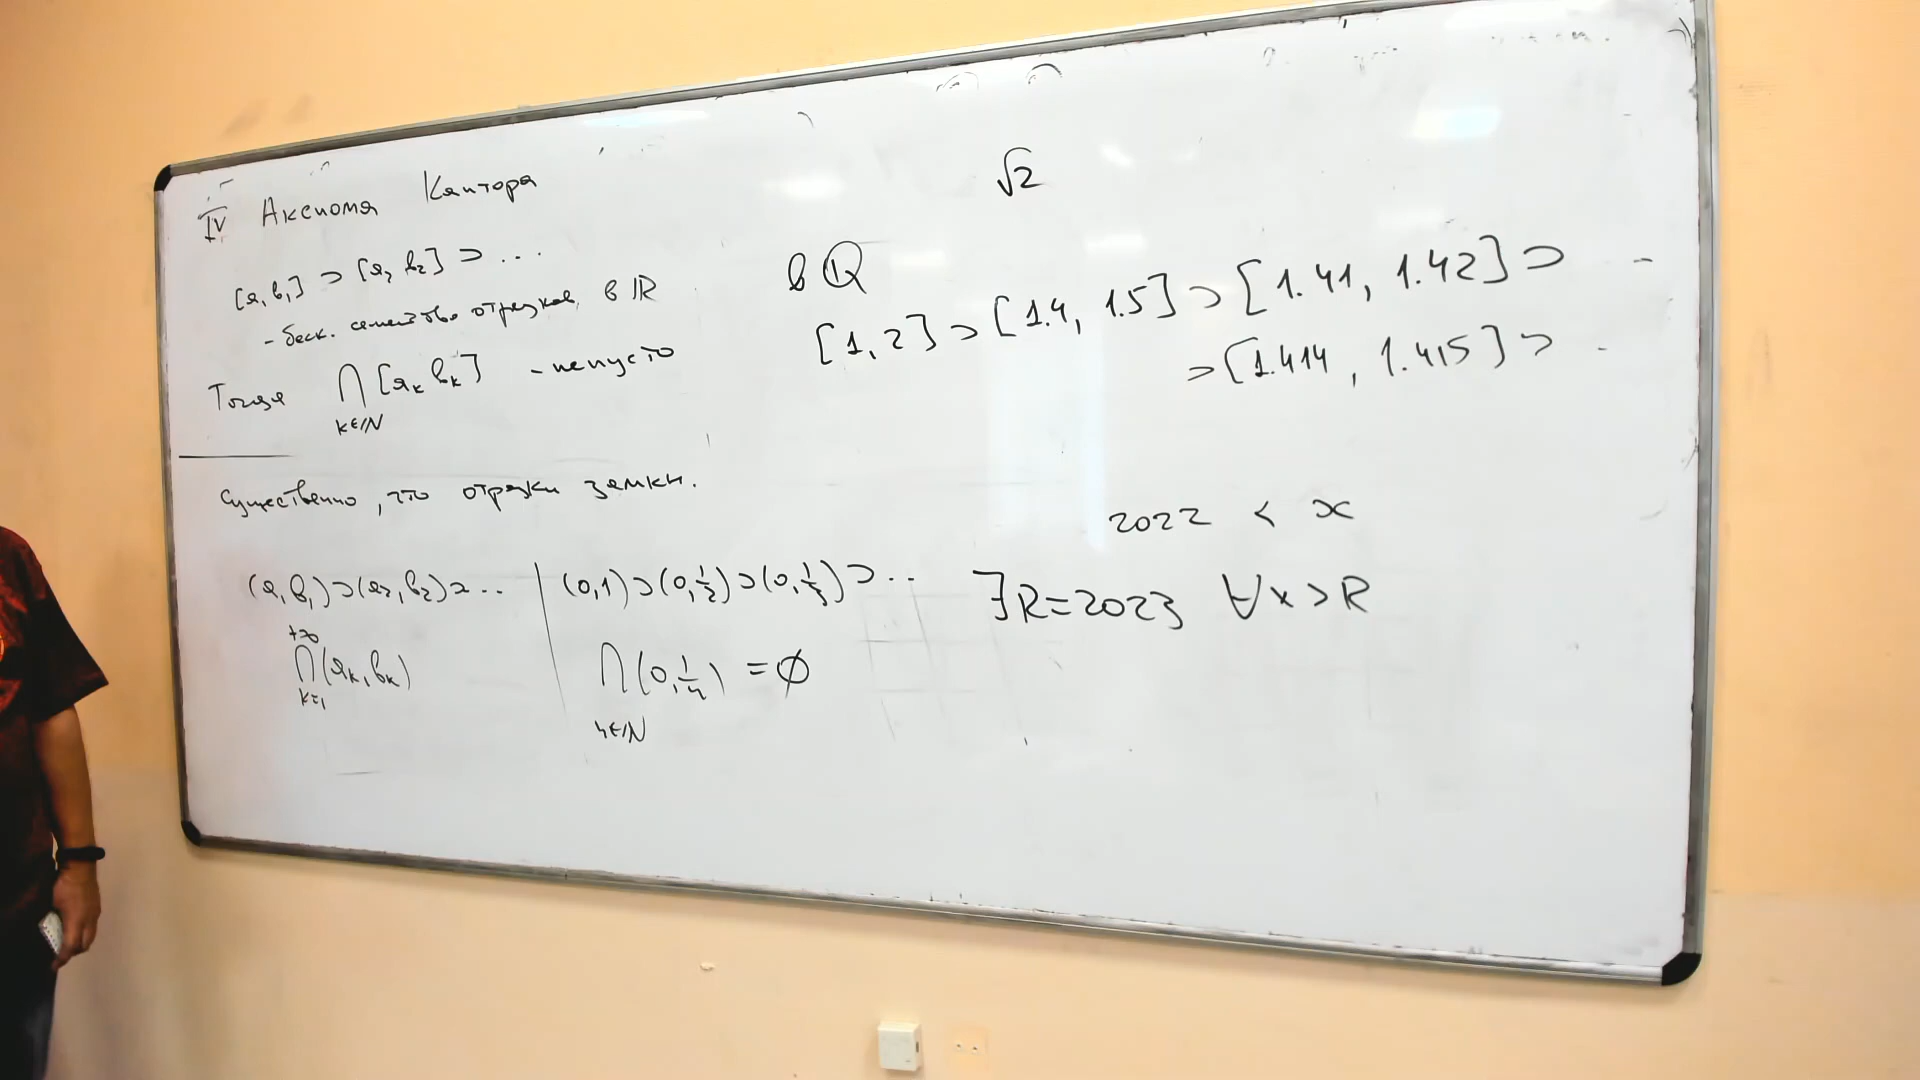 IV Аксиома Кантора
[a₁ b₁] ⊃ [a₂ b₂] ⊃ ...
- беск. семейство отрезков в ℝ
Тогда ⋂ [aₖ bₖ] - непусто
k∈ℕ
Существенно, что отрезки замкн.
(a₁ b₁)⊃(a₂, b₂)⊃...
+∞
⋂(aₖ, bₖ)
k=1
(0,1)⊃(0,½)⊃(0,⅓)⊃...
⋂(0, 1/n) = ∅
n∈ℕ
√2
в ℚ
[1, 2] ⊃ [1.4, 1.5] ⊃ [1.41, 1.42] ⊃ ...
⊃ [1.414, 1.415] ⊃ ...
2022 < x
∃R=2023 ∀x>R